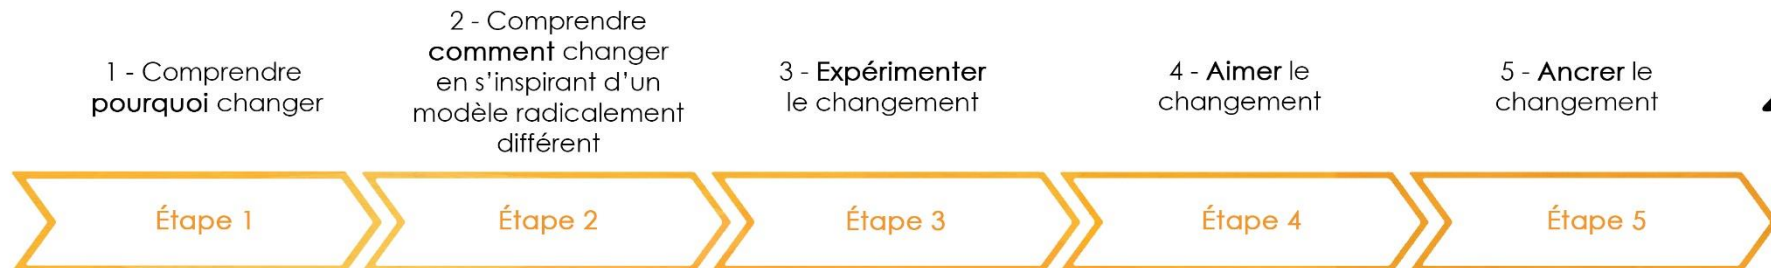 1 - Comprendre
pourquoi changer
2 - Comprendre
comment changer
en s’inspirant d’un
modèle radicalement
différent
3 - Expérimenter
le changement
4 - Aimer le
changement
5 - Ancrer le
changement
Étape 1
Étape 2
Étape 3
Étape 4
Étape 5